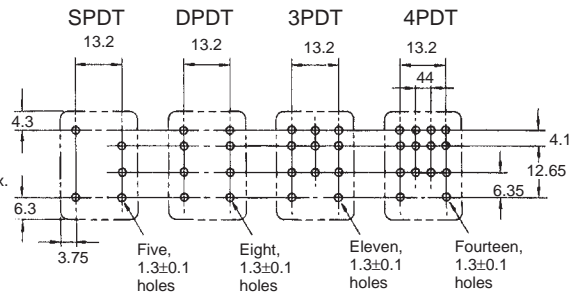 SPDT DPDT 3PDT 4PDT
13.2 13.2 13.2 13.2
44
4.3
4.1
12.65
x.
6.35
6.3
3.75
Five, Eight, Eleven, Fourteen,
1.3±0.1 1.3±0.1 1.3±0.1 1.3±0.1
holes holes holes holes